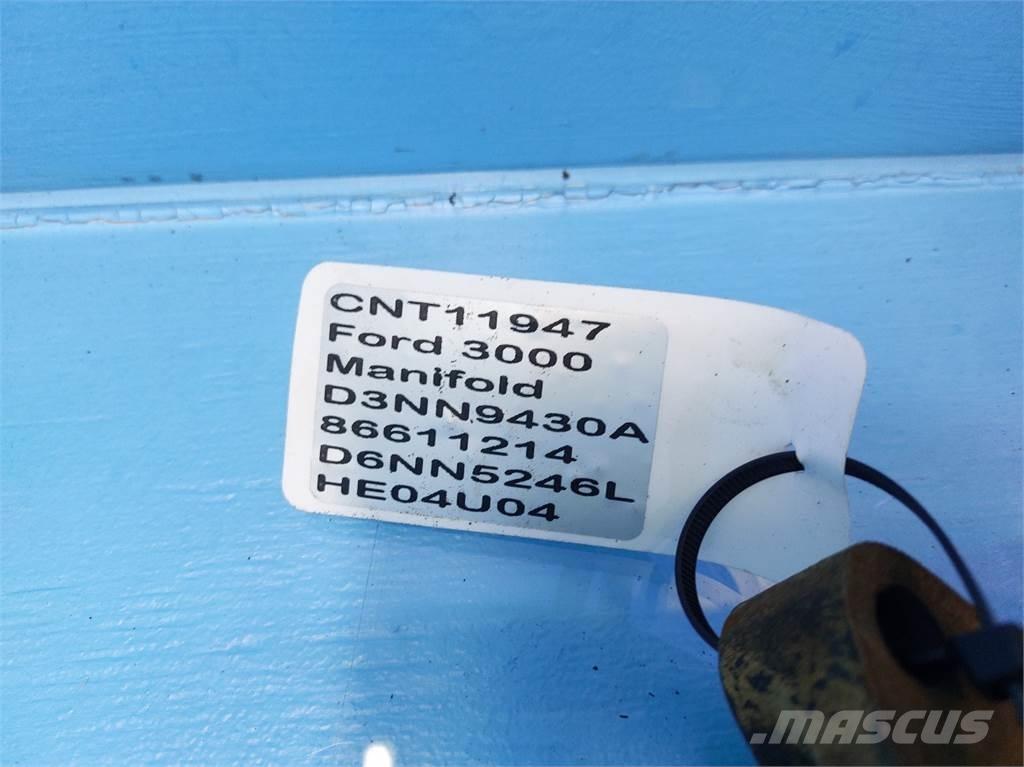 CNT11947
Ford 3000
Manifold
D3NN9430A
86611214
D6NN5246L
HE04U04
MASCUS